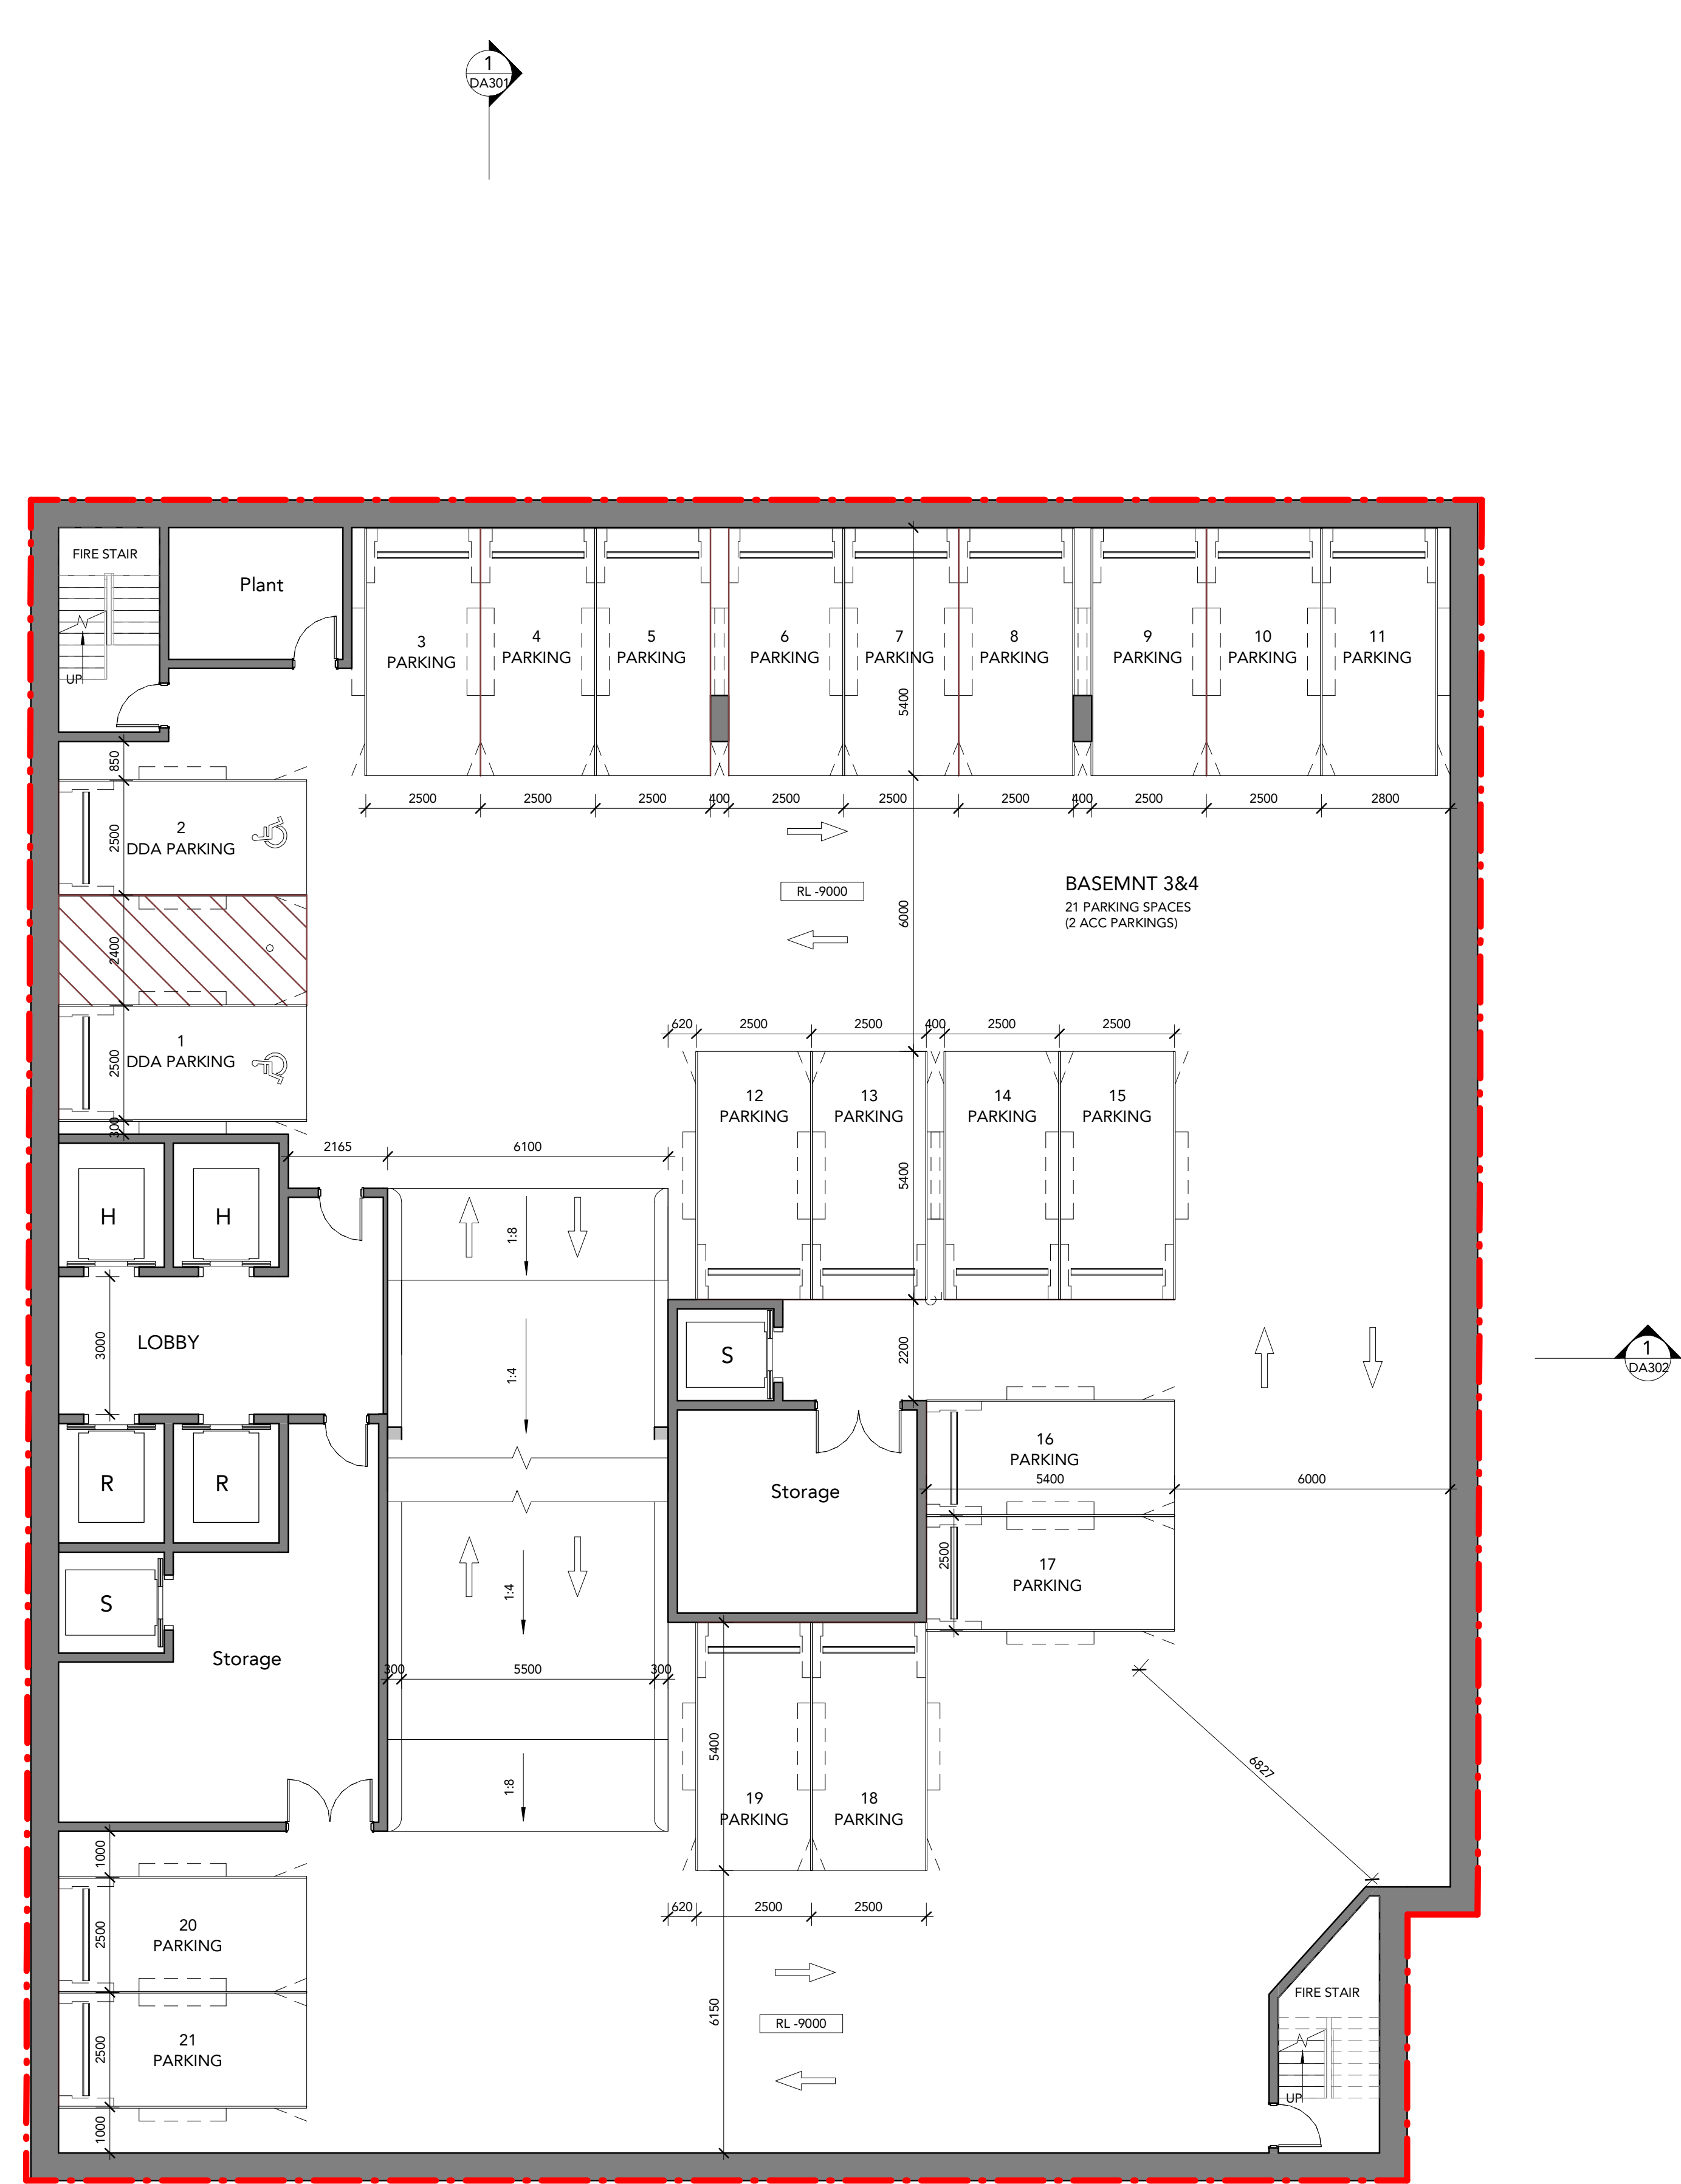 1
DA301
FIRE STAIR
Plant
UP
3
PARKING
4
PARKING
5
PARKING
6
PARKING
7
PARKING
8
PARKING
9
PARKING
10
PARKING
11
PARKING
5400
850
2500 2500 2500 400 2500 2500 2500 400 2500 2500 2800
2
DDA PARKING
2500
RL -9000
6000
BASEMNT 3&4
21 PARKING SPACES
(2 ACC PARKINGS)
2400
1
DDA PARKING
2500
300
620 2500 2500 400 2500 2500
12
PARKING
13
PARKING
14
PARKING
15
PARKING
5400
2165 6100
H
H
1:8
LOBBY
3000
1:4
S
2200
1
DA302
R
R
Storage
16
PARKING
5400 6000
17
PARKING
2500
S
1:4
Storage
300 5500 300
5400
1:8
19
PARKING
18
PARKING
6827
1000
620 2500 2500
20
PARKING
2500
FIRE STAIR
RL -9000
6150
21
PARKING
2500
UP
1000